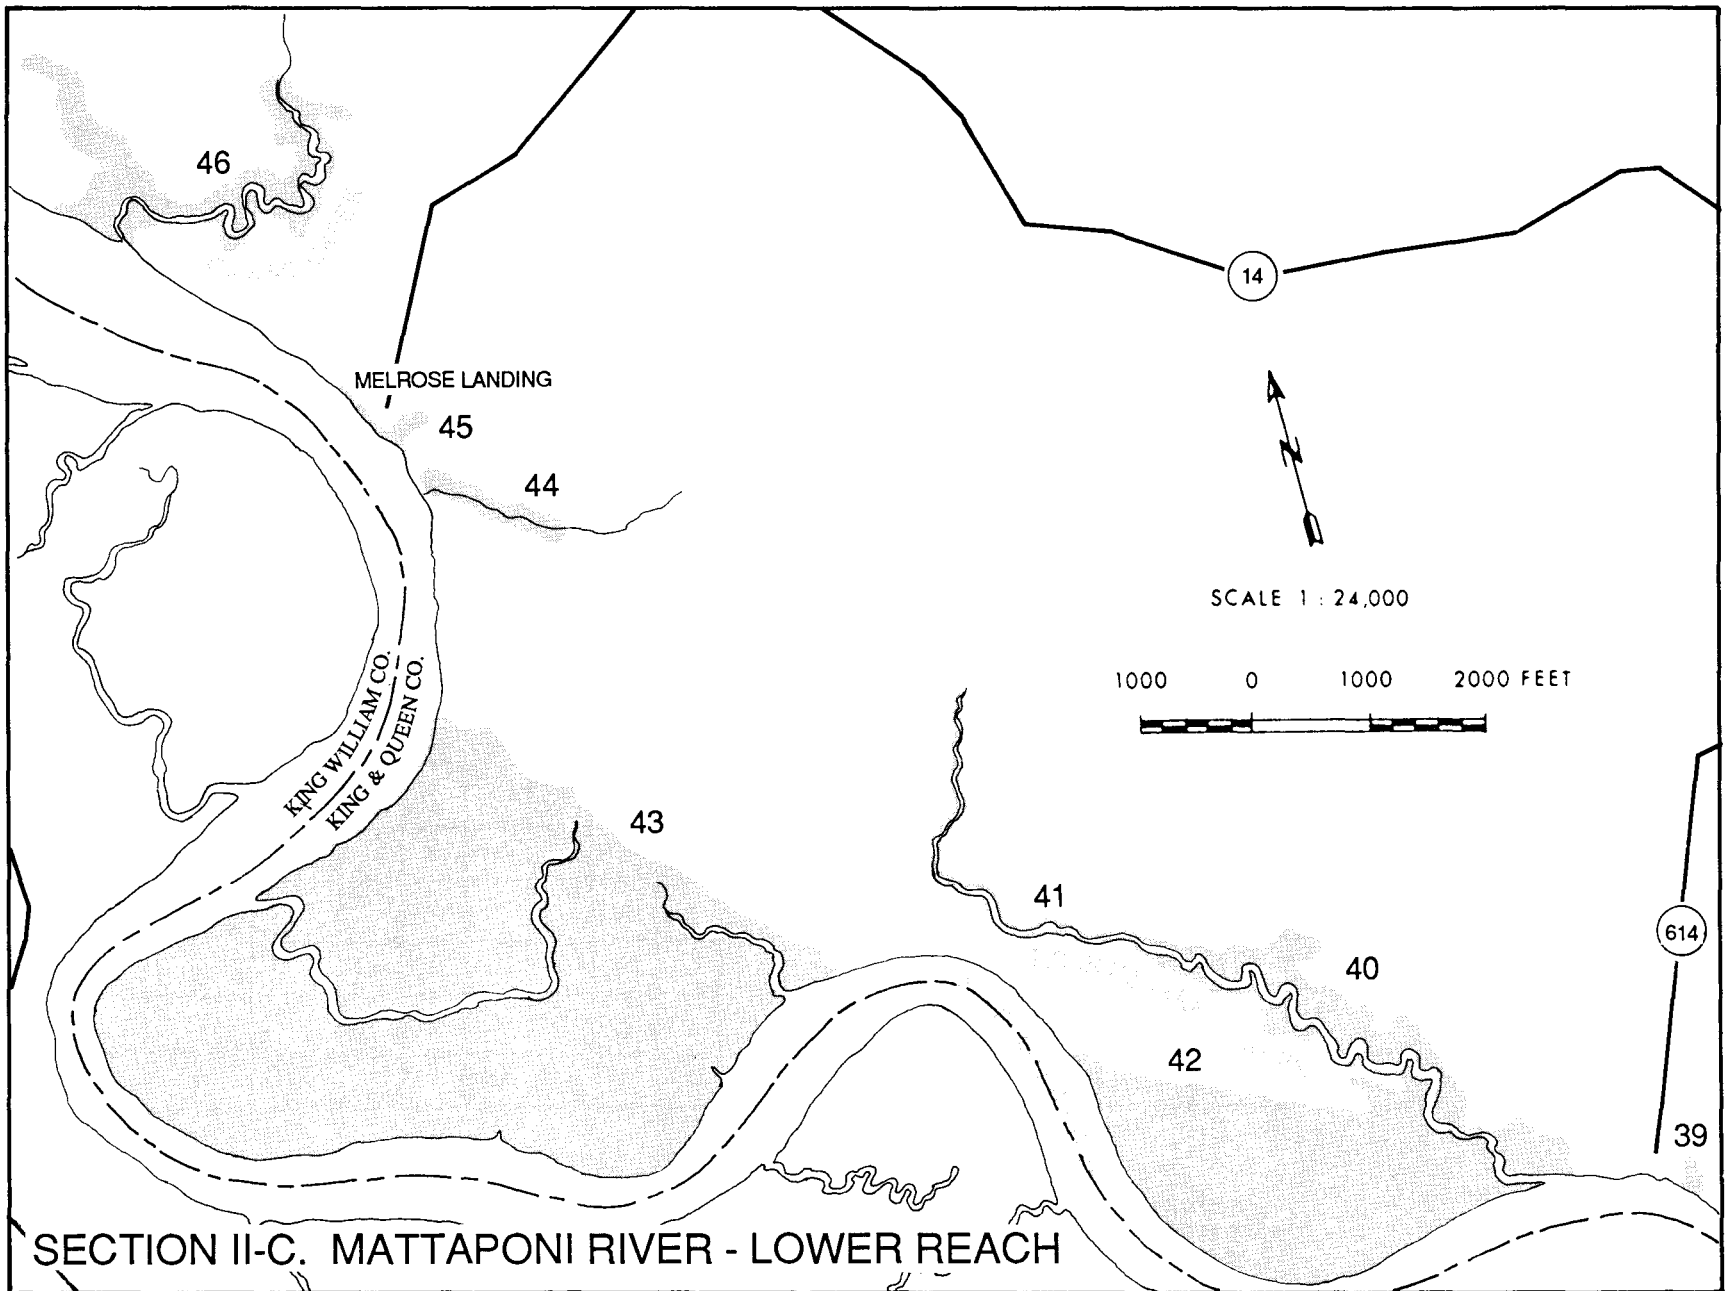 46
14
MELROSE LANDING
45
44
N
SCALE 1 : 24,000
1000 0 1000 2000 FEET
KING WILLIAM CO.
KING & QUEEN CO.
43
41
614
40
42
39
SECTION II-C. MATTAPONI RIVER - LOWER REACH